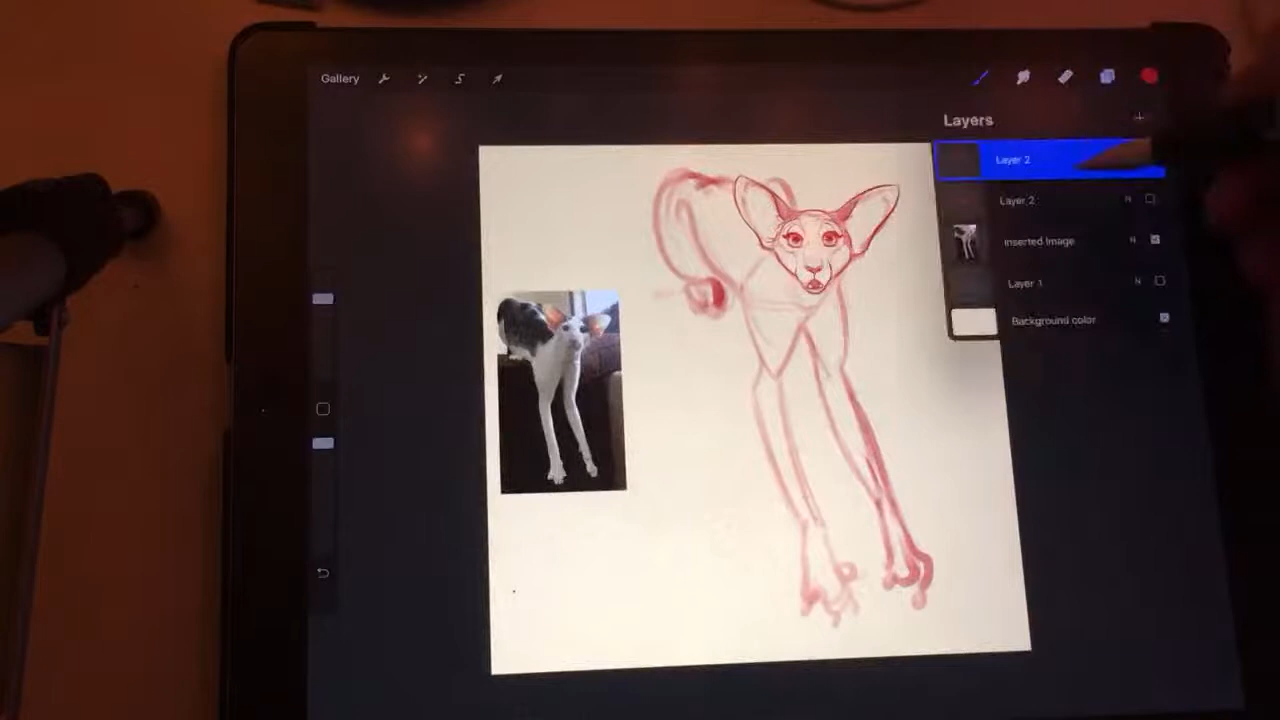 Gallery
Layers
Layer 2
Layer 2 N
Inserted Image N
Layer 1 N
Background color